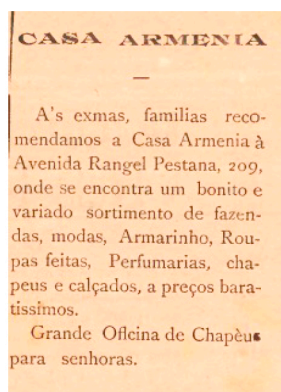 CASA ARMENIA
—
A's exmas, familias reco-
mendamos a Casa Armenia à
Avenida Rangel Pestana, 209,
onde se encontra um bonito e
variado sortimento de fazen-
das, modas, Armarinho, Rou-
pas feitas, Perfumarias, cha-
peus e calçados, a preços bara-
tissimos.
Grande Oficina de Chapèus
para senhoras.